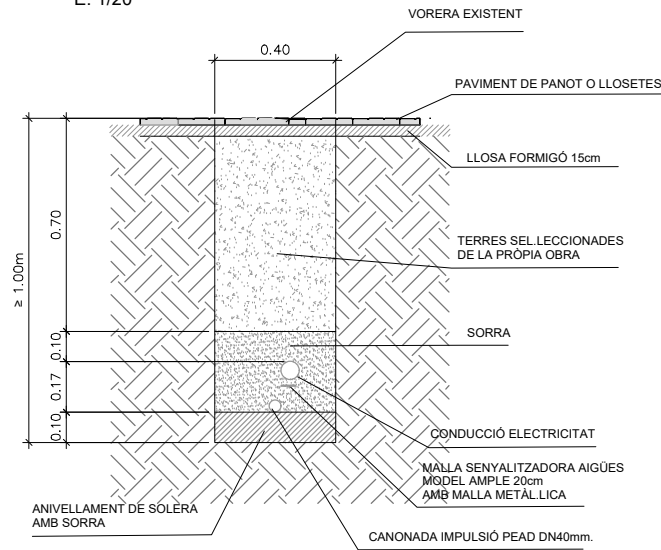 E: 1/20
VORERA EXISTENT
0.40
PAVIMENT DE PANOT O LLOSETES
LLOSA FORMIGÓ 15cm
0.70
≥ 1.00m
TERRES SEL.LECCIONADES
DE LA PRÒPIA OBRA
SORRA
0.10
0.17
0.10
CONDUCCIÓ ELECTRICITAT
MALLA SENYALITZADORA AIGÜES
MODEL AMPLE 20cm
AMB MALLA METÀL.LICA
ANIVELLAMENT DE SOLERA
AMB SORRA
CANONADA IMPULSIÓ PEAD DN40mm.